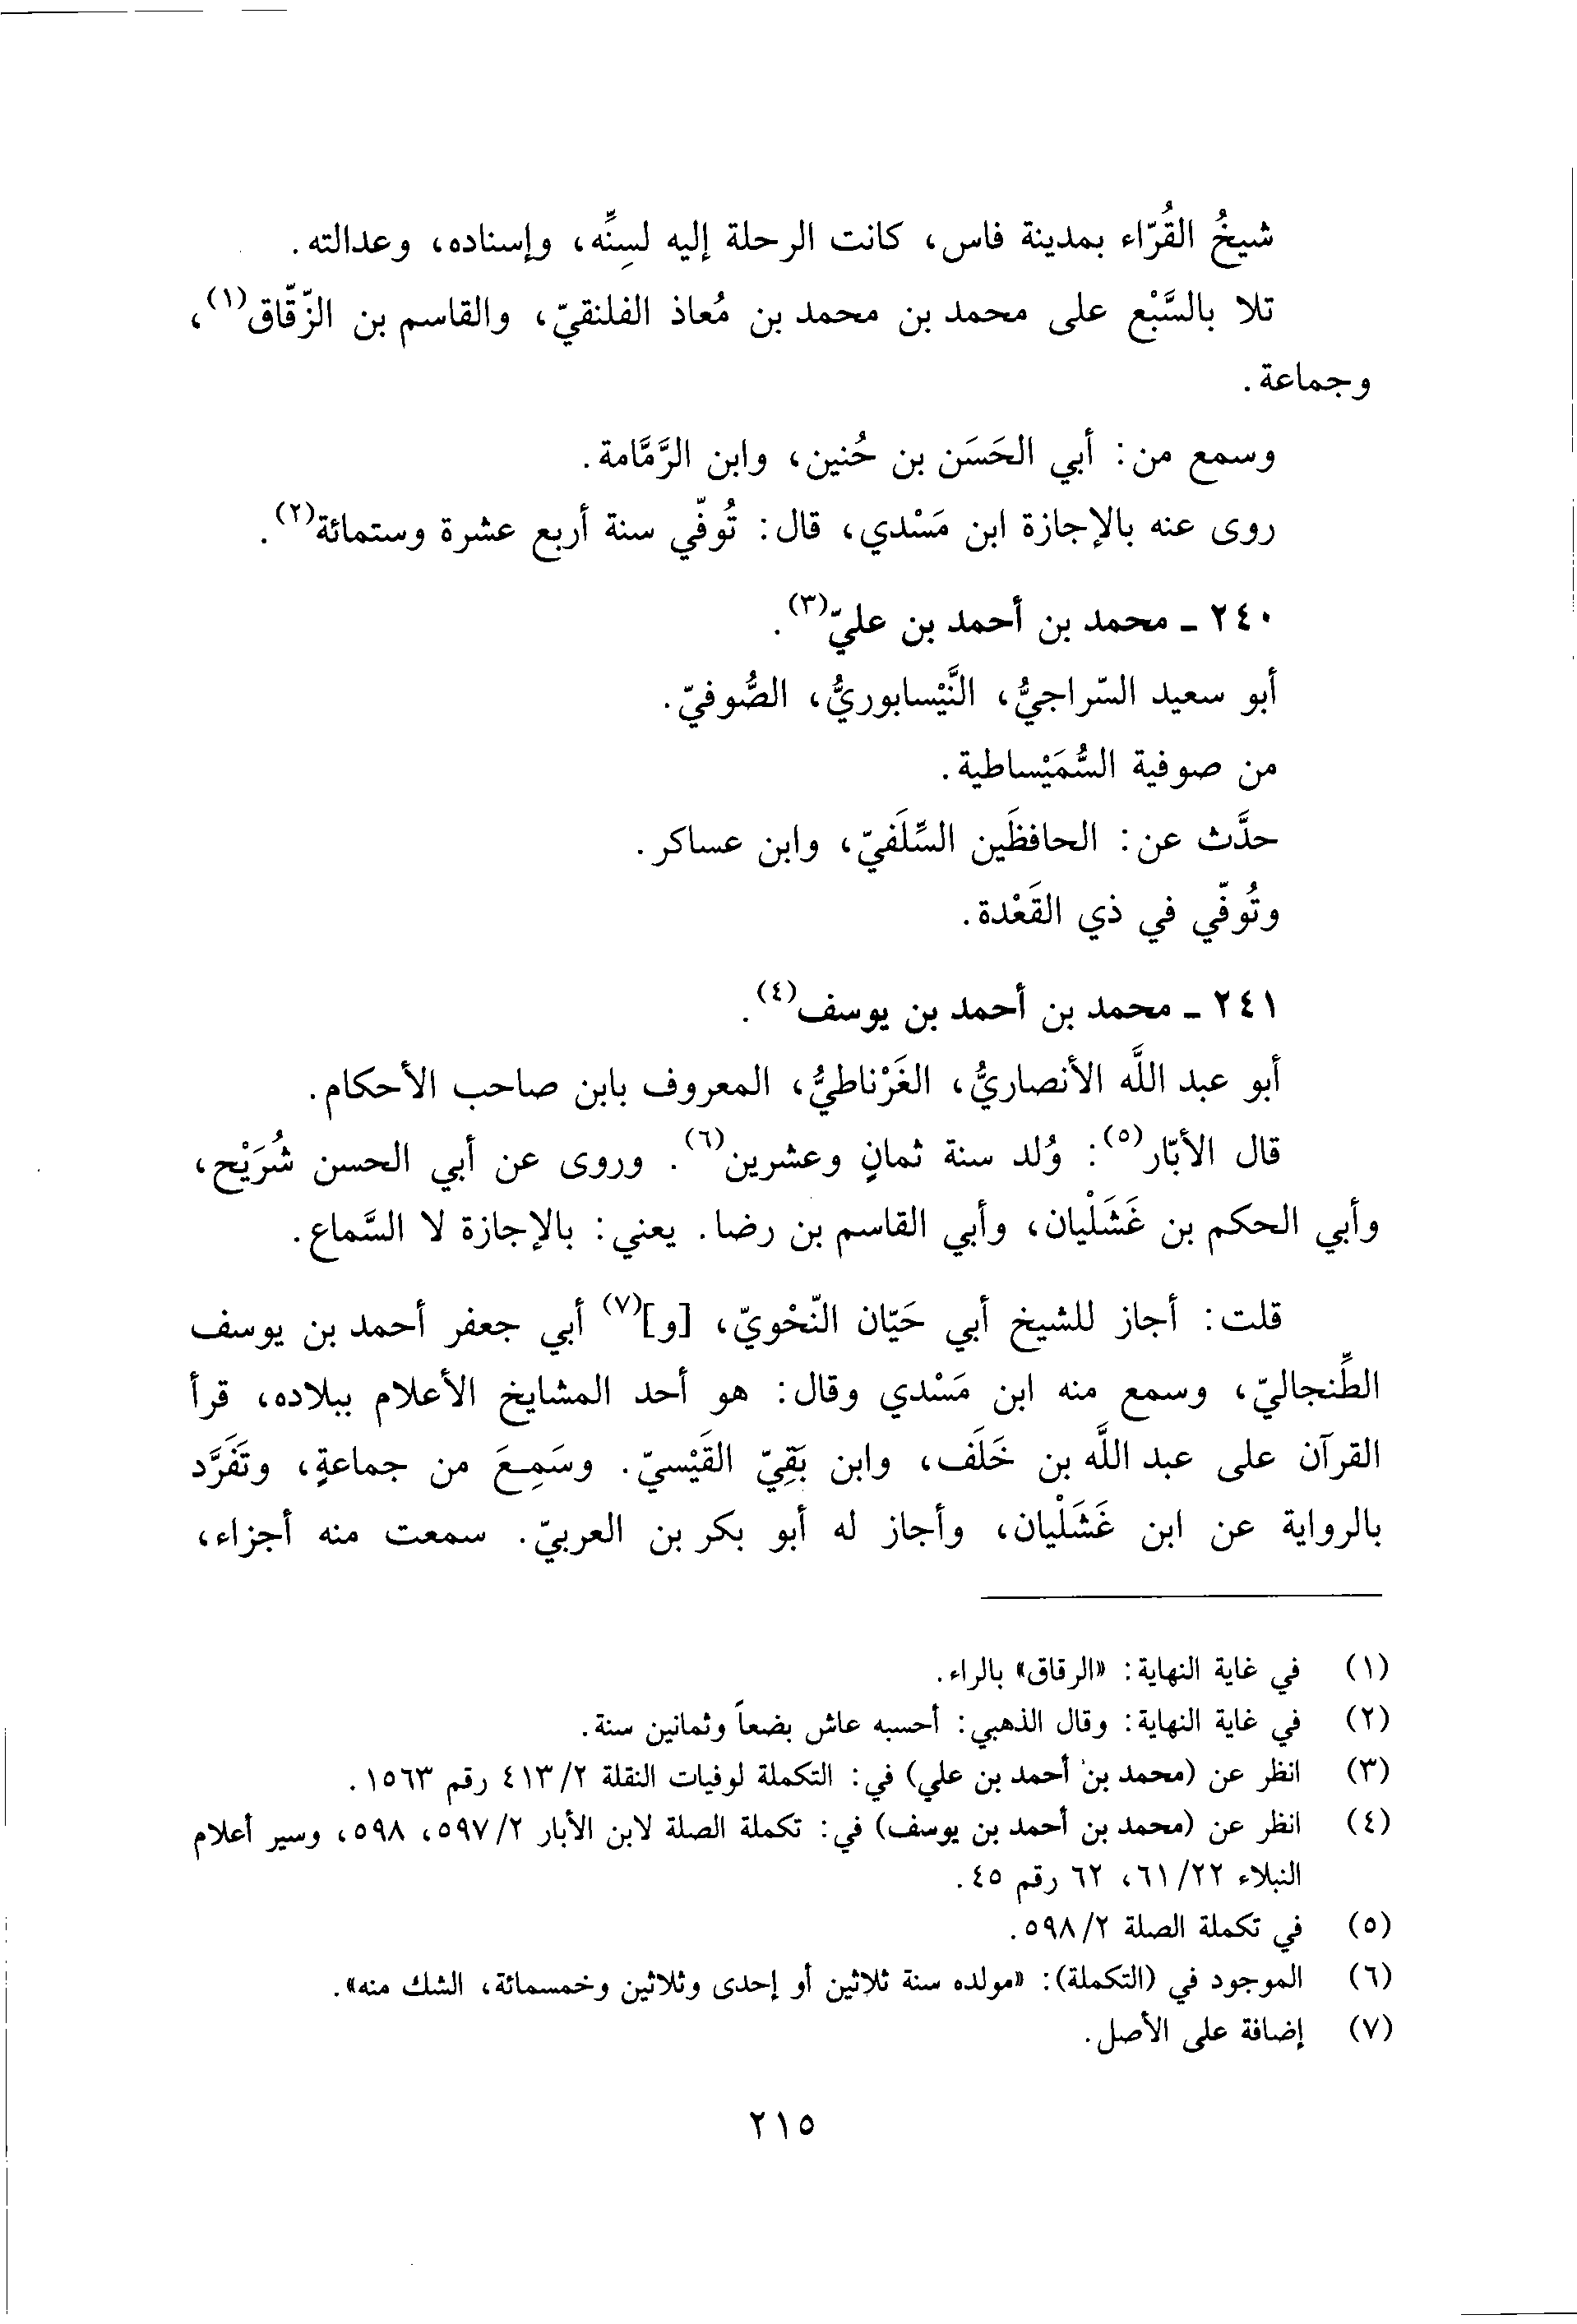 شيخُ القُرّاء بمدينة فاس، كانت الرحلة إليه لسِنِّه، وإسناده، وعدالته.
تلا بالسَّبْع على محمد بن محمد بن مُعاذ الفلنقيّ، والقاسم بن الزّقّاق(١)،
وجماعة.
وسمع من: أبي الحَسَن بن حُنين، وابن الرَّمَّامة.
روى عنه بالإجازة ابن مَسْدي، قال: تُوفّي سنة أربع عشرة وستمائة(٢).
٢٤٠ ـ محمد بن أحمد بن عليّ(٣).
أبو سعيد السّراجيُّ، النَّيْسابوريُّ، الصُّوفيّ.
من صوفية السُّمَيْساطية.
حدَّث عن: الحافظَين السِّلَفيّ، وابن عساكر.
وتُوفّي في ذي القَعْدة.
٢٤١ ـ محمد بن أحمد بن يوسف(٤).
أبو عبد اللَّه الأنصاريُّ، الغَرْناطيُّ، المعروف بابن صاحب الأحكام.
قال الأبّار(٥): وُلد سنة ثمانٍ وعشرين(٦). وروى عن أبي الحسن شُرَيْح،
وأبي الحكم بن غَشَلْيان، وأبي القاسم بن رضا. يعني: بالإجازة لا السَّماع.
قلت: أجاز للشيخ أبي حَيّان النّحْويّ، [و](٧) أبي جعفر أحمد بن يوسف
الطِّنجاليّ، وسمع منه ابن مَسْدي وقال: هو أحد المشايخ الأعلام ببلاده، قرأ
القرآن على عبد اللَّه بن خَلَف، وابن بَقِيّ القَيْسيّ. وسَمِعَ من جماعةٍ، وتَفَرَّد
بالرواية عن ابن غَشَلْيان، وأجاز له أبو بكر بن العربيّ. سمعت منه أجزاء،
(١) في غاية النهاية: «الرقاق» بالراء.
(٢) في غاية النهاية: وقال الذهبي: أحسبه عاش بضعاً وثمانين سنة.
(٣) انظر عن (محمد بن أحمد بن علي) في: التكملة لوفيات النقلة ٤١٣/٢ رقم ١٥٦٣.
(٤) انظر عن (محمد بن أحمد بن يوسف) في: تكملة الصلة لابن الأبار ٥٩٧/٢، ٥٩٨، وسير أعلام
النبلاء ٦١/٢٢، ٦٢ رقم ٤٥.
(٥) في تكملة الصلة ٥٩٨/٢.
(٦) الموجود في (التكملة): «مولده سنة ثلاثين أو إحدى وثلاثين وخمسمائة، الشك منه».
(٧) إضافة على الأصل.
٢١٥